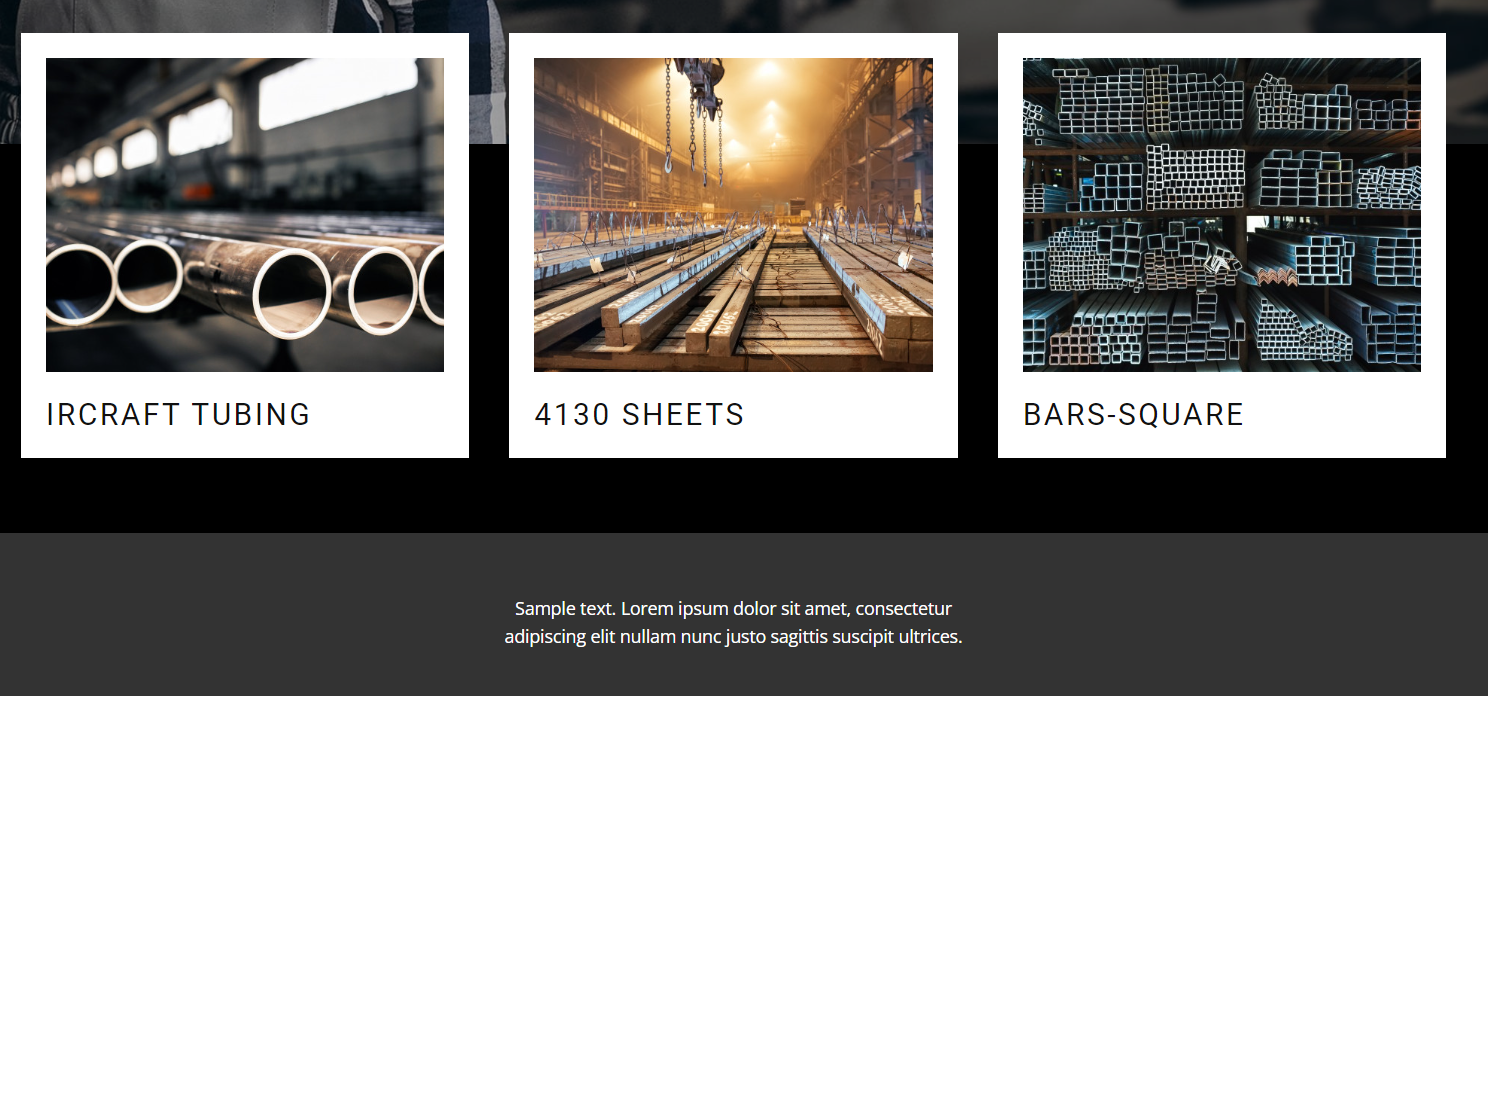 IRCRAFT TUBING
4130 SHEETS
BARS-SQUARE
Sample text. Lorem ipsum dolor sit amet, consectetur
adipiscing elit nullam nunc justo sagittis suscipit ultrices.